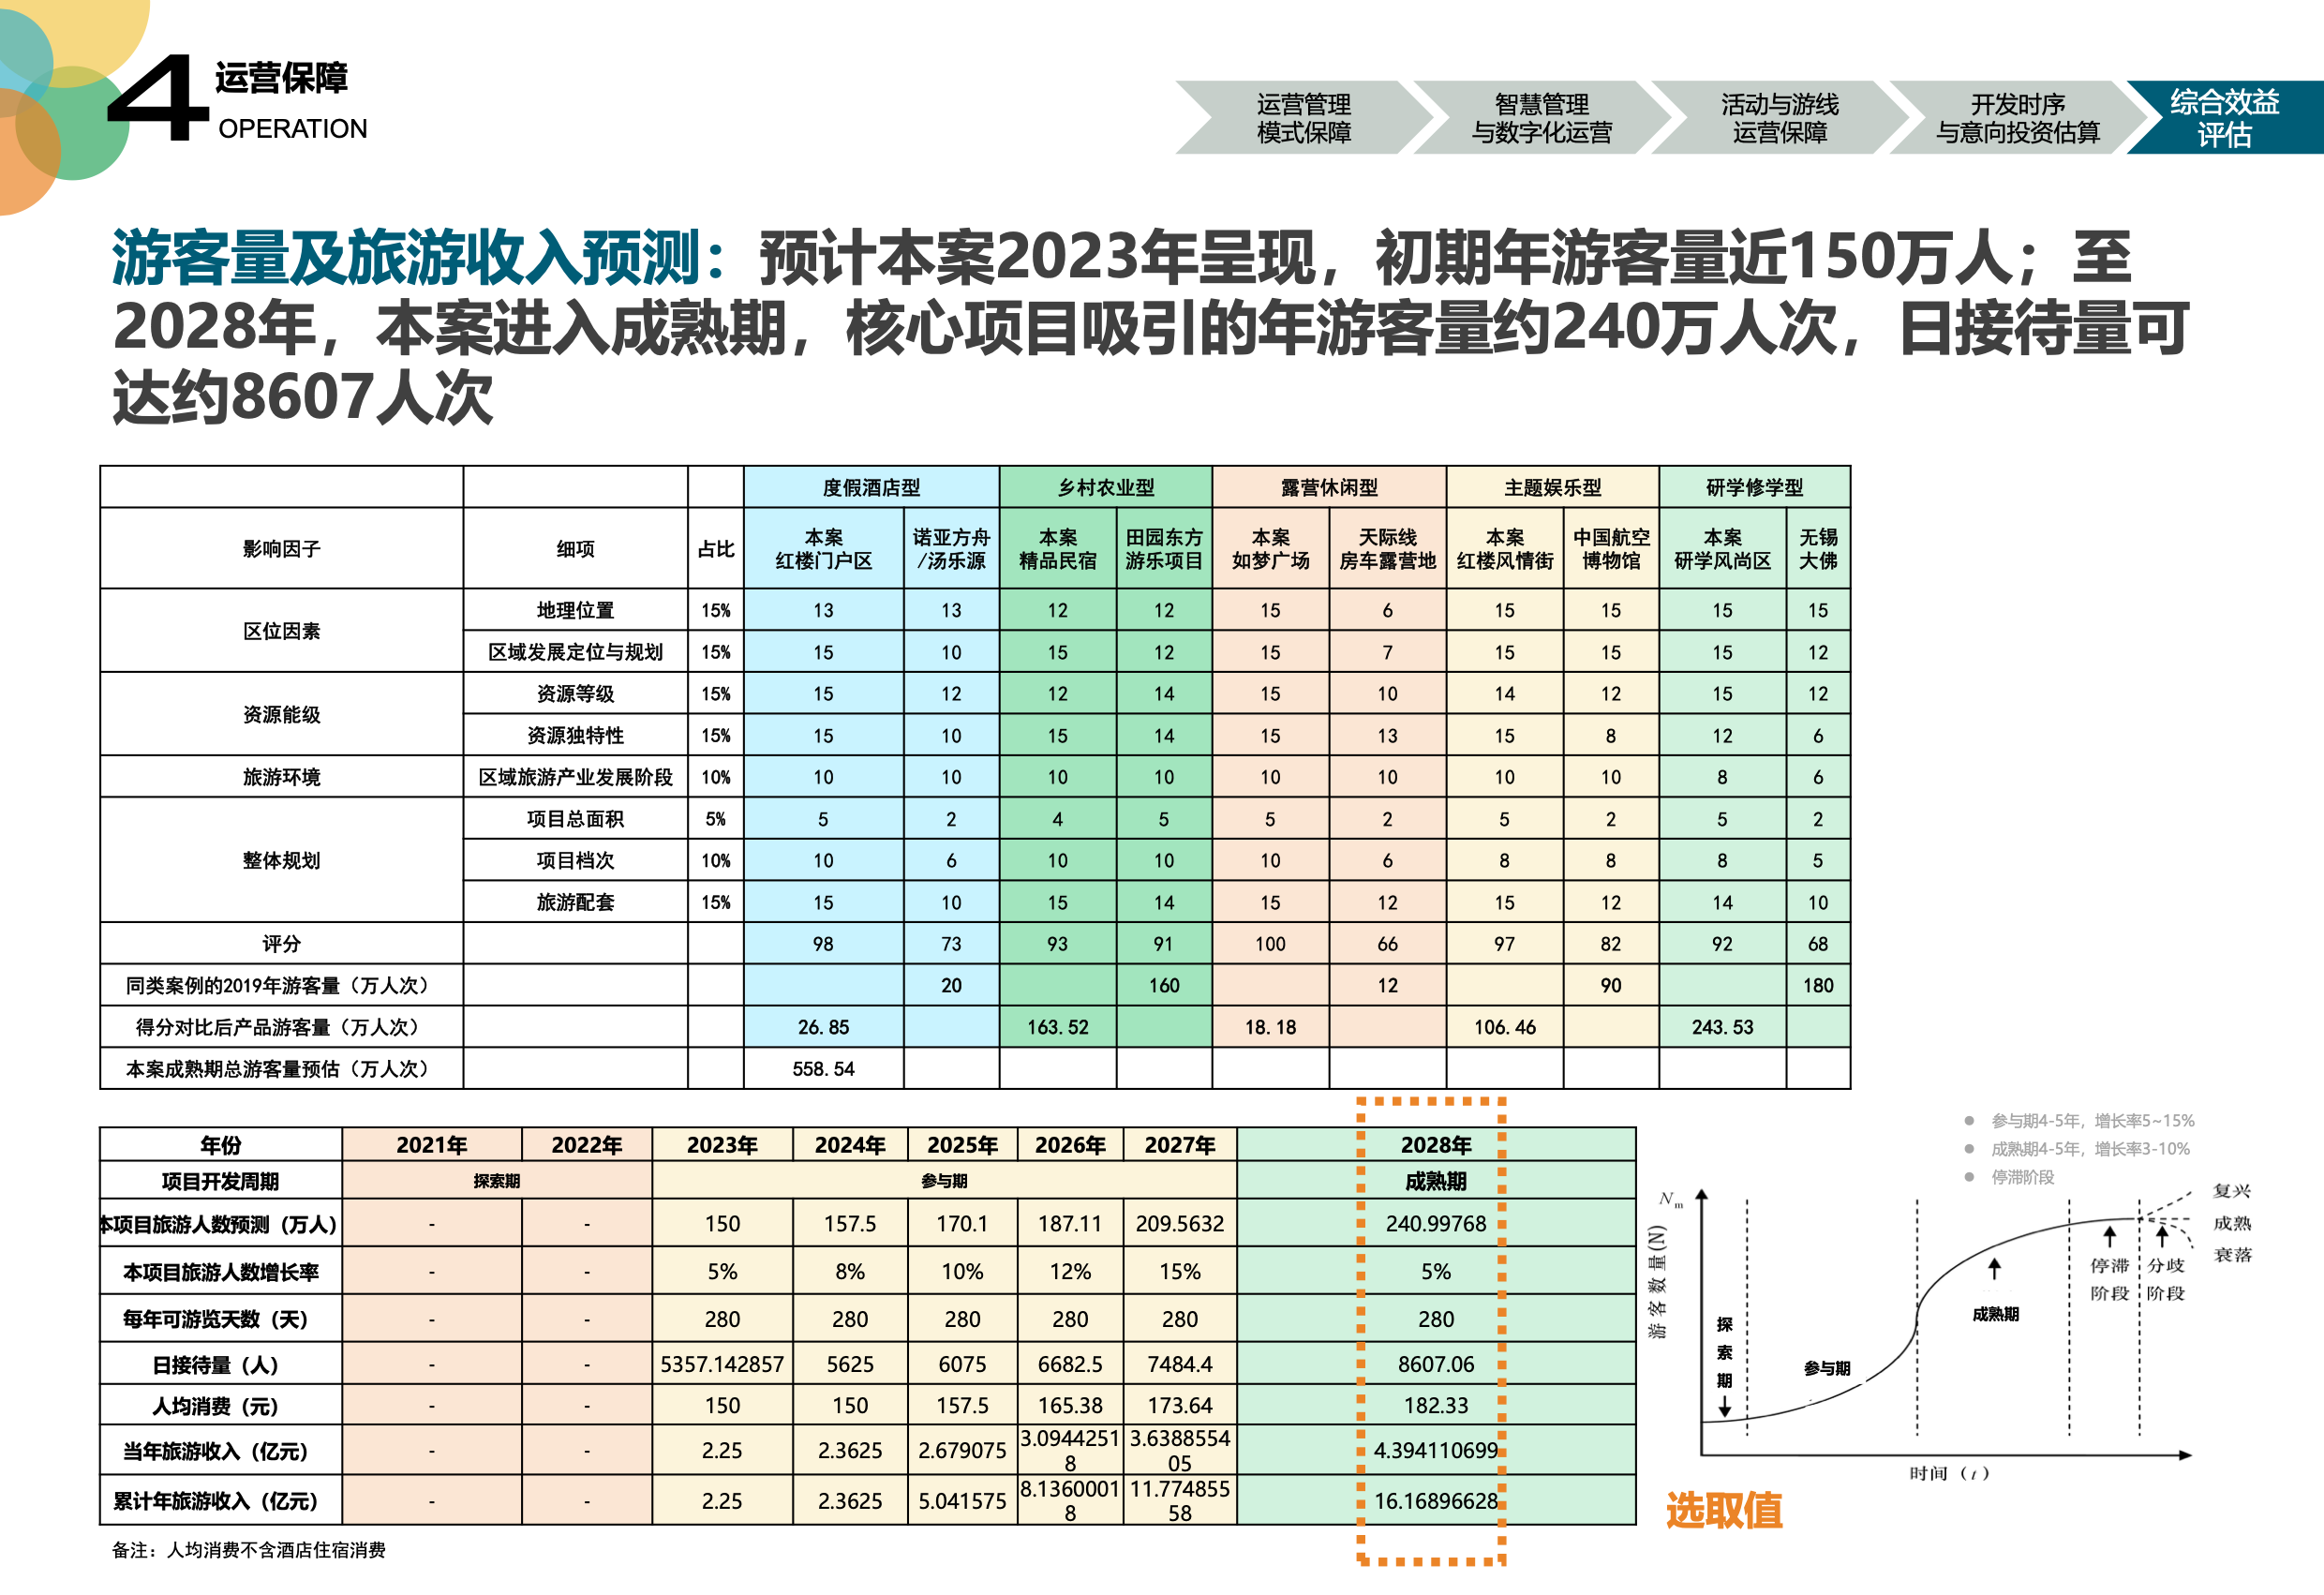 4 运营保障
OPERATION
运营管理
模式保障
智慧管理
与数字化运营
活动与游线
运营保障
开发时序
与意向投资估算
综合效益
评估
游客量及旅游收入预测：预计本案2023年呈现，初期年游客量近150万人；至
2028年，本案进入成熟期，核心项目吸引的年游客量约240万人次，日接待量可
达约8607人次
度假酒店型 乡村农业型 露营休闲型 主题娱乐型 研学修学型
影响因子 细项 占比 本案 红楼门户区 诺亚方舟/汤乐源 本案 精品民宿 田园东方 游乐项目 本案 如梦广场 天际线 房车露营地 本案 红楼风情街 中国航空 博物馆 本案 研学风尚区 无锡 大佛
区位因素 地理位置 15% 13 13 12 12 15 6 15 15 15 15
区域发展定位与规划 15% 15 10 15 12 15 7 15 15 15 12
资源能级 资源等级 15% 15 12 12 14 15 10 14 12 15 12
资源独特性 15% 15 10 15 14 15 13 15 8 12 6
旅游环境 区域旅游产业发展阶段 10% 10 10 10 10 10 10 10 10 8 6
整体规划 项目总面积 5% 5 2 4 5 5 2 5 2 5 2
项目档次 10% 10 6 10 10 10 6 8 8 8 5
旅游配套 15% 15 10 15 14 15 12 15 12 14 10
评分 98 73 93 91 100 66 97 82 92 68
同类案例的2019年游客量（万人次） 20 160 12 90 180
得分对比后产品游客量（万人次） 26.85 163.52 18.18 106.46 243.53
本案成熟期总游客量预估（万人次） 558.54
年份 2021年 2022年 2023年 2024年 2025年 2026年 2027年 2028年
项目开发周期 探索期 参与期 成熟期
本项目旅游人数预测（万人） - - 150 157.5 170.1 187.11 209.5632 240.99768
本项目旅游人数增长率 - - 5% 8% 10% 12% 15% 5%
每年可游览天数（天） - - 280 280 280 280 280 280
日接待量（人） - - 5357.142857 5625 6075 6682.5 7484.4 8607.06
人均消费（元） - - 150 150 157.5 165.38 173.64 182.33
当年旅游收入（亿元） - - 2.25 2.3625 2.679075 3.09442518 3.638855405 4.394110699
累计年旅游收入（亿元） - - 2.25 2.3625 5.041575 8.13600018 11.77485558 16.16896628
备注：人均消费不含酒店住宿消费
● 参与期4-5年，增长率5~15%
● 成熟期4-5年，增长率3-10%
● 停滞阶段
Nm
游客数量(N)
探索期
参与期
成熟期
停滞
阶段
分歧
阶段
复兴
成熟
衰落
时间（t）
选取值